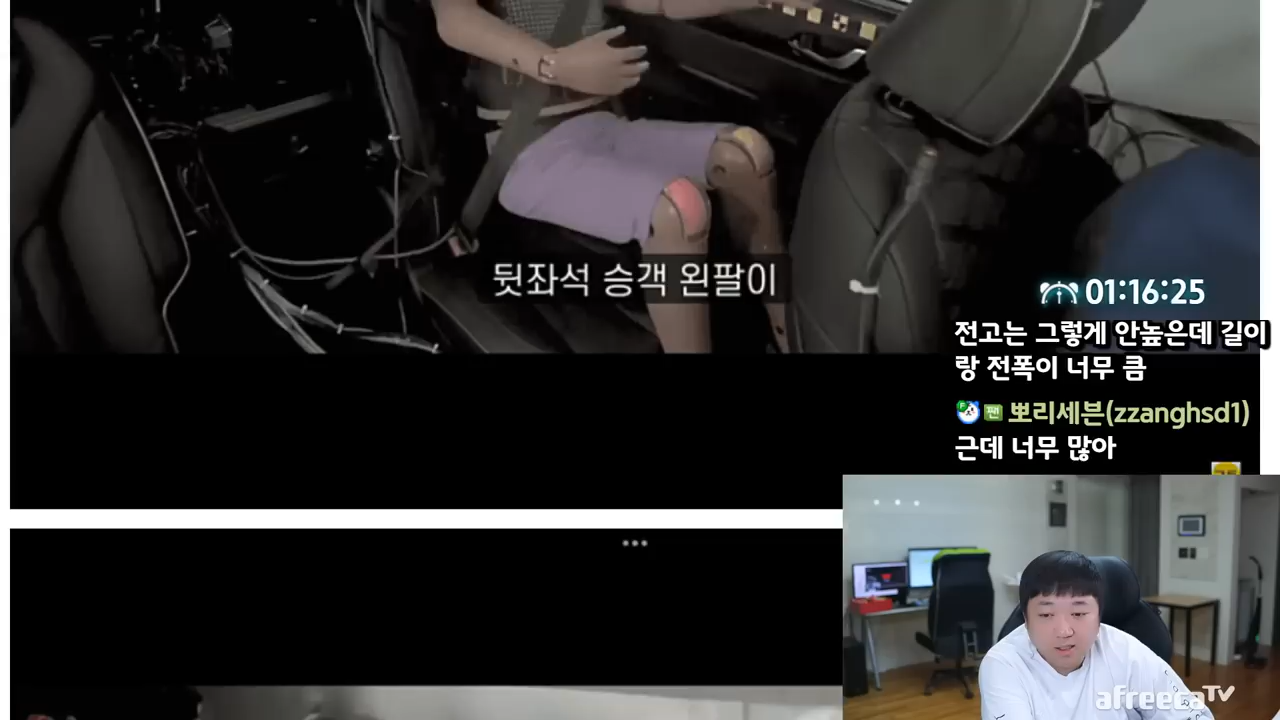 뒷좌석 승객 왼팔이
01:16:25
전고는 그렇게 안높은데 길이
랑 전폭이 너무 큼
뽀리세븐(zzanghsd1)
근데 너무 많아
afreecaTV